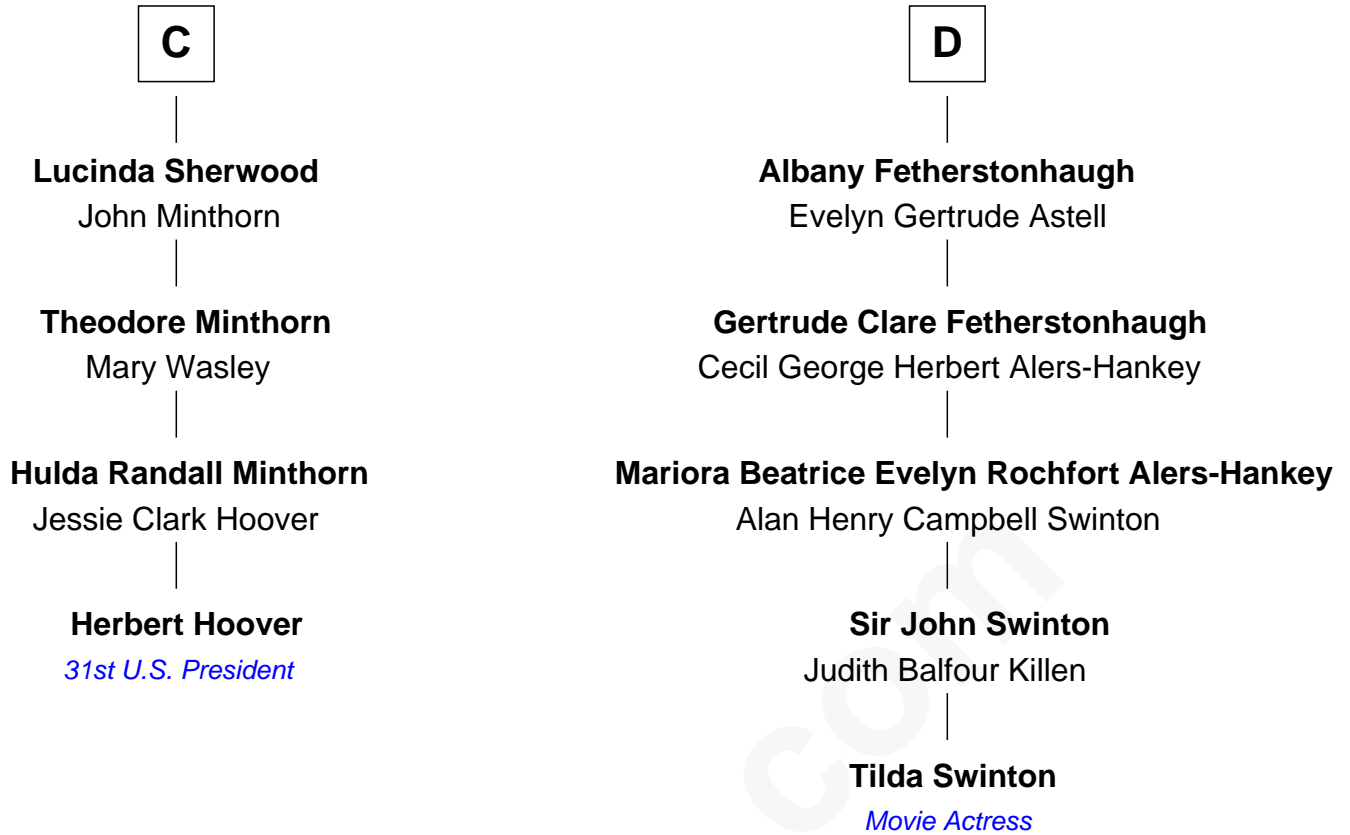 C
Lucinda Sherwood
John Minthorn
Theodore Minthorn
Mary Wasley
Hulda Randall Minthorn
Jessie Clark Hoover
Herbert Hoover
31st U.S. President
D
Albany Fetherstonhaugh
Evelyn Gertrude Astell
Gertrude Clare Fetherstonhaugh
Cecil George Herbert Alers-Hankey
Mariora Beatrice Evelyn Rochfort Alers-Hankey
Alan Henry Campbell Swinton
Sir John Swinton
Judith Balfour Killen
Tilda Swinton
Movie Actress
com